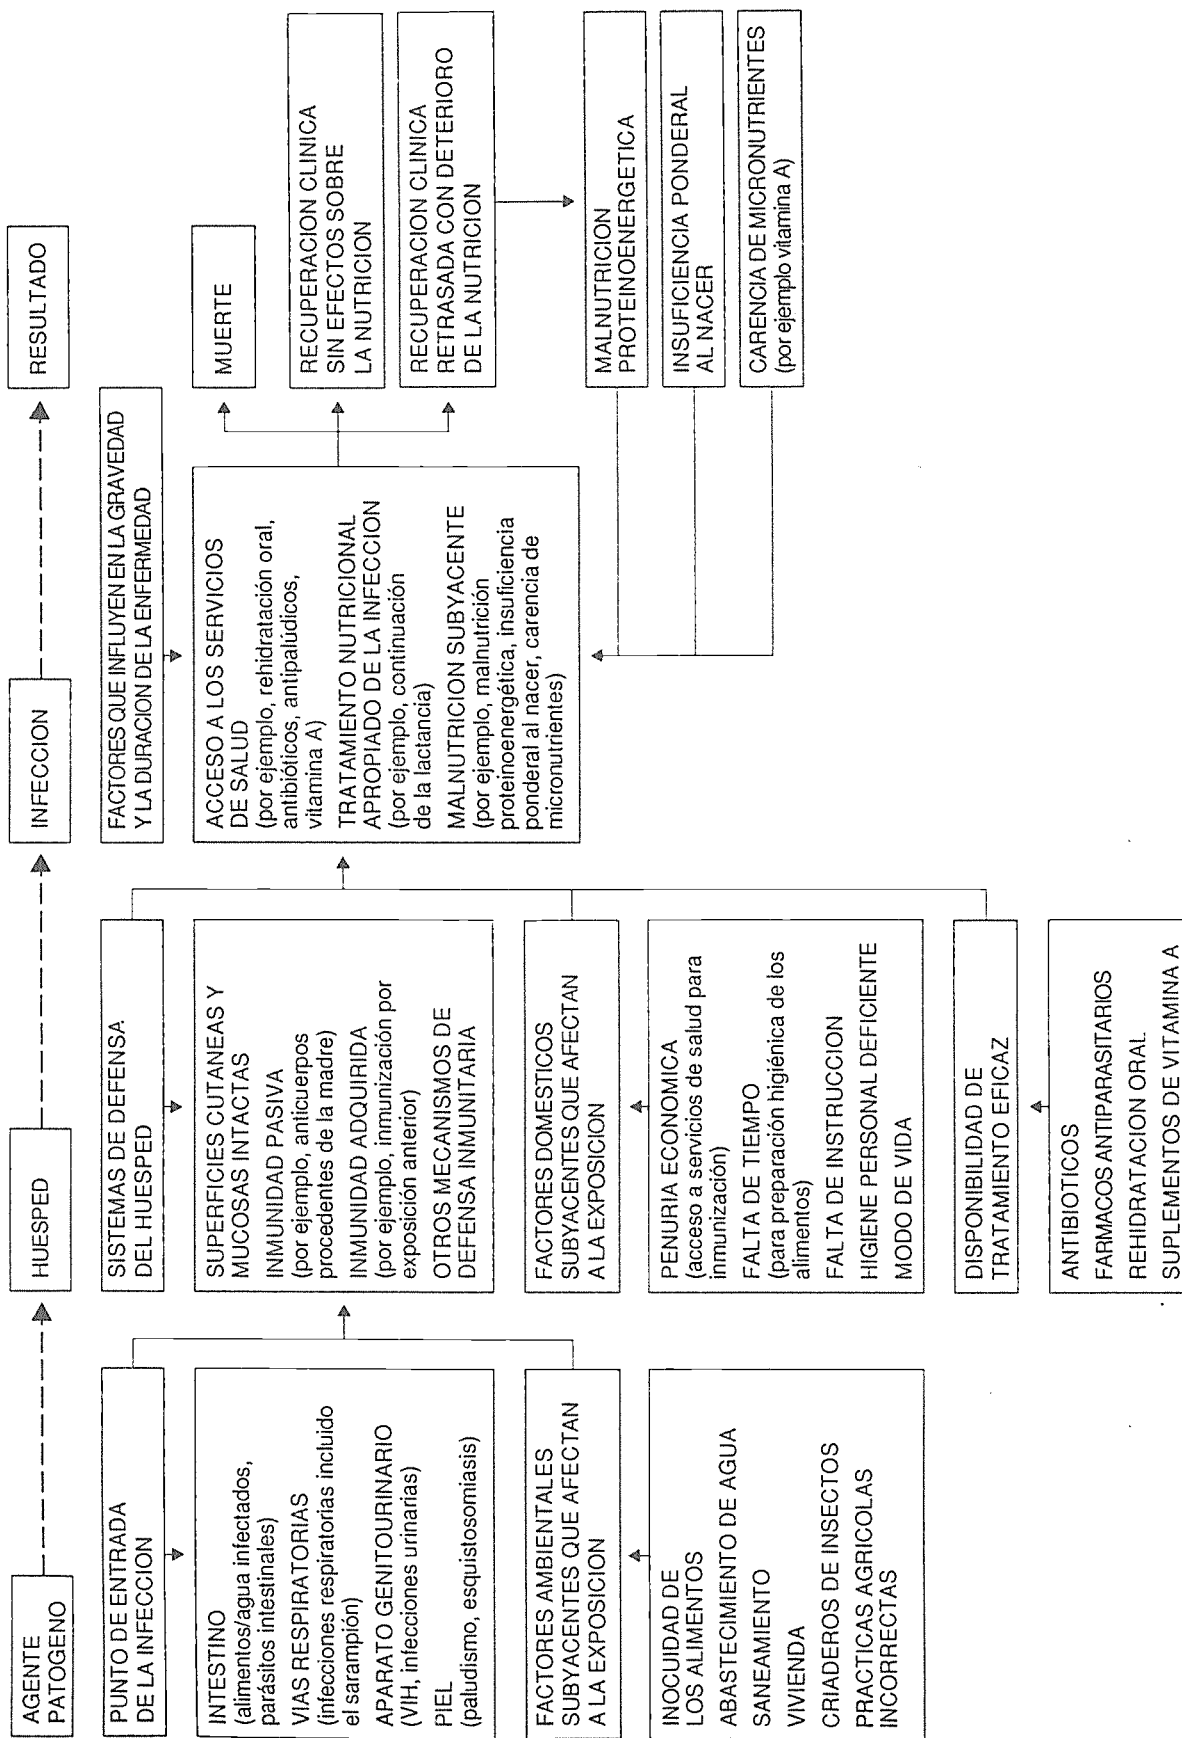 AGENTE
PATOGENO
HUESPED
INFECCION
RESULTADO
PUNTO DE ENTRADA
DE LA INFECCION
INTESTINO
(alimentos/agua infectados,
parásitos intestinales)
VIAS RESPIRATORIAS
(infecciones respiratorias incluido
el sarampión)
APARATO GENITOURINARIO
(VIH, infecciones urinarias)
PIEL
(paludismo, esquistosomiasis)
FACTORES AMBIENTALES
SUBYACENTES QUE AFECTAN
A LA EXPOSICION
INOCUIDAD DE
LOS ALIMENTOS
ABASTECIMIENTO DE AGUA
SANEAMIENTO
VIVIENDA
CRIADEROS DE INSECTOS
PRACTICAS AGRICOLAS
INCORRECTAS
SISTEMAS DE DEFENSA
DEL HUESPED
SUPERFICIES CUTANEAS Y
MUCOSAS INTACTAS
INMUNIDAD PASIVA
(por ejemplo, anticuerpos
procedentes de la madre)
INMUNIDAD ADQUIRIDA
(por ejemplo, inmunización por
exposición anterior)
OTROS MECANISMOS DE
DEFENSA INMUNITARIA
FACTORES DOMESTICOS
SUBYACENTES QUE AFECTAN
A LA EXPOSICION
PENURIA ECONOMICA
(acceso a servicios de salud para
inmunización)
FALTA DE TIEMPO
(para preparación higiénica de los
alimentos)
FALTA DE INSTRUCCION
HIGIENE PERSONAL DEFICIENTE
MODO DE VIDA
DISPONIBILIDAD DE
TRATAMIENTO EFICAZ
ANTIBIOTICOS
FARMACOS ANTIPARASITARIOS
REHIDRATACION ORAL
SUPLEMENTOS DE VITAMINA A
FACTORES QUE INFLUYEN EN LA GRAVEDAD
Y LA DURACION DE LA ENFERMEDAD
ACCESO A LOS SERVICIOS
DE SALUD
(por ejemplo, rehidratación oral,
antibióticos, antipalúdicos,
vitamina A)
TRATAMIENTO NUTRICIONAL
APROPIADO DE LA INFECCION
(por ejemplo, continuación
de la lactancia)
MALNUTRICION SUBYACENTE
(por ejemplo, malnutrición
proteinoenergética, insuficiencia
ponderal al nacer, carencia de
micronutrientes)
MUERTE
RECUPERACION CLINICA
SIN EFECTOS SOBRE
LA NUTRICION
RECUPERACION CLINICA
RETRASADA CON DETERIORO
DE LA NUTRICION
MALNUTRICION
PROTEINOENERGETICA
INSUFICIENCIA PONDERAL
AL NACER
CARENCIA DE MICRONUTRIENTES
(por ejemplo vitamina A)